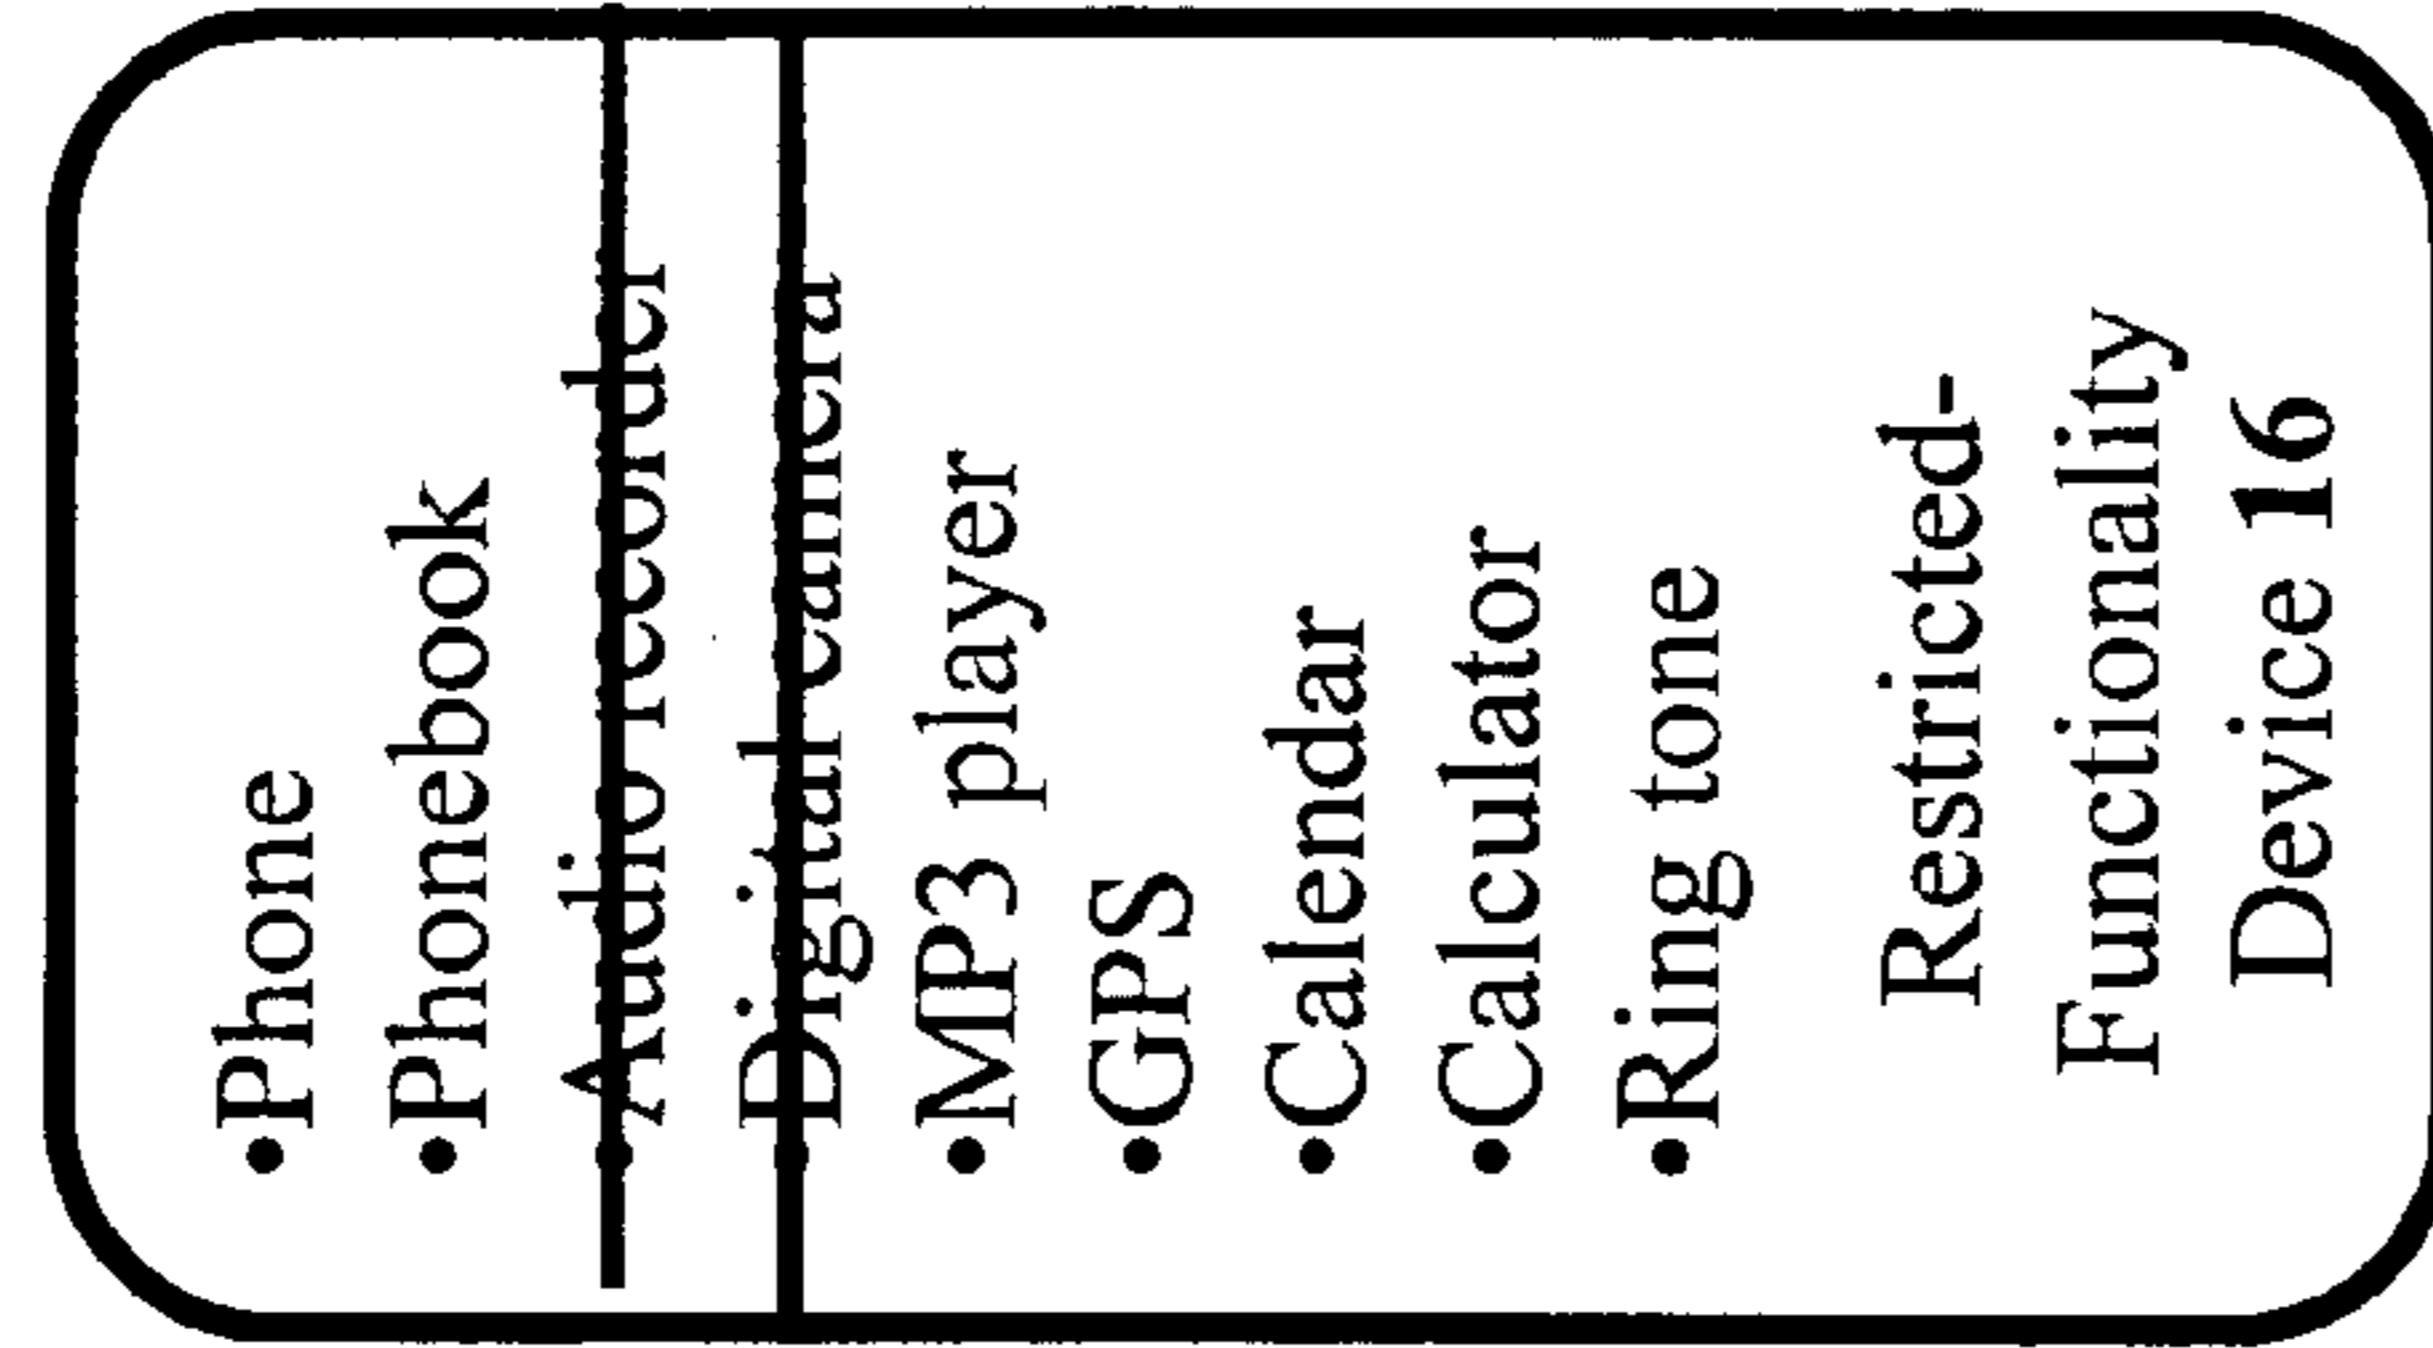 •Phone
•Phonebook
•Audio recorder
•Digital camera
•MP3 player
•GPS
•Calendar
•Calculator
•Ring tone
Restricted-
Functionality
Device 16